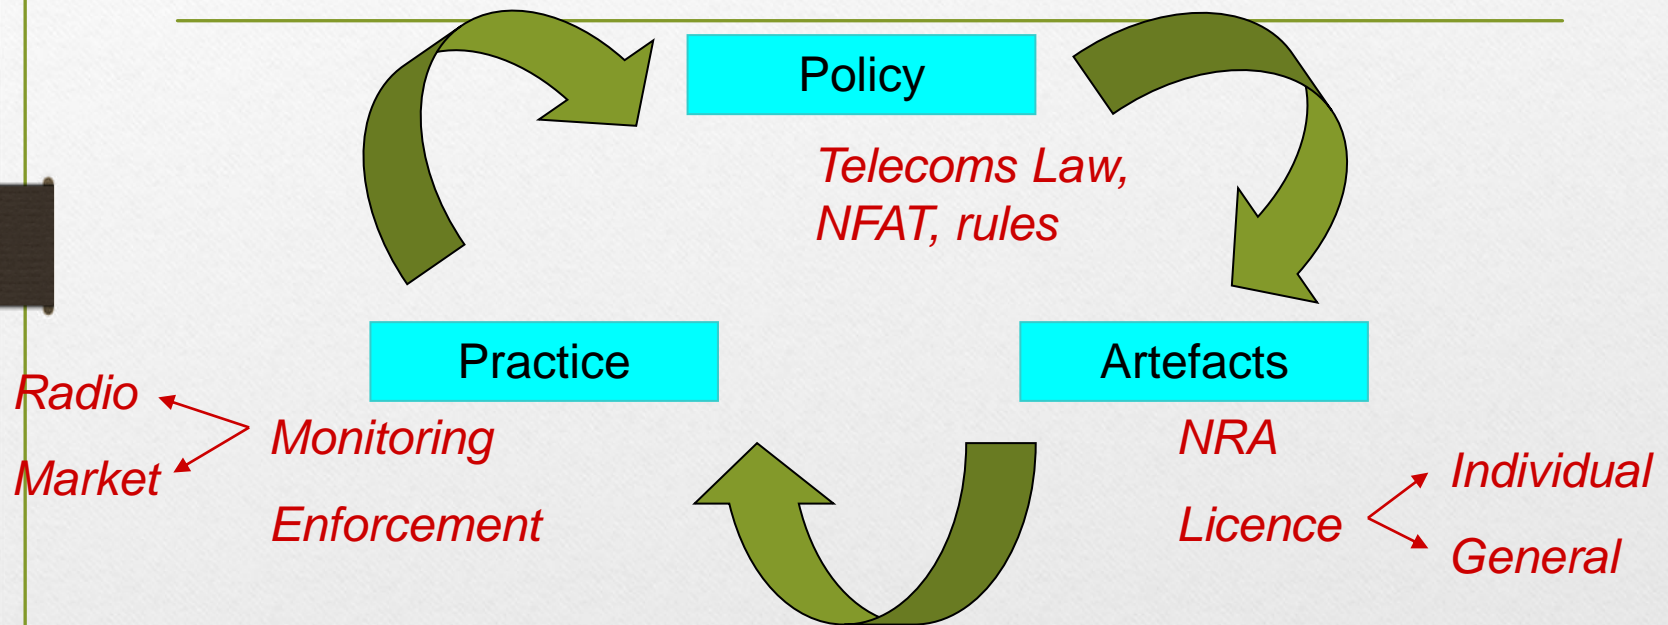 Policy
Telecoms Law,
NFAT, rules
Practice
Artefacts
Radio
Market
Monitoring
Enforcement
NRA
Licence
Individual
General